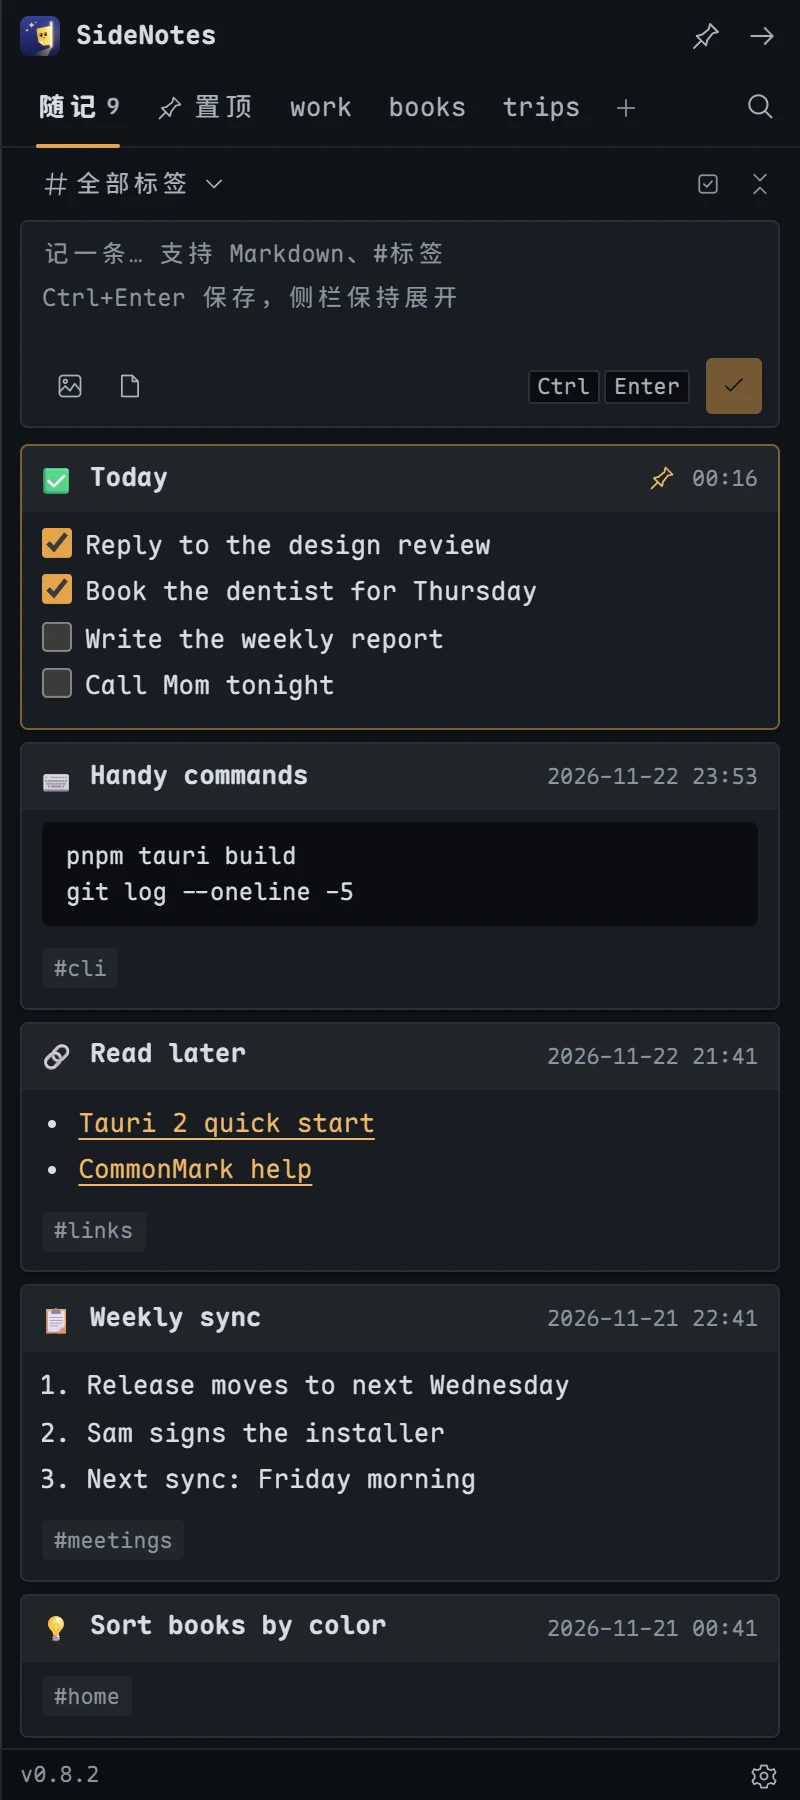 SideNotes
随记 9 置顶 work books trips +
# 全部标签
记一条… 支持 Markdown、#标签
Ctrl+Enter 保存，侧栏保持展开
Ctrl Enter
Today 00:16
Reply to the design review
Book the dentist for Thursday
Write the weekly report
Call Mom tonight
Handy commands 2026-11-22 23:53
pnpm tauri build
git log --oneline -5
#cli
Read later 2026-11-22 21:41
• Tauri 2 quick start
• CommonMark help
#links
Weekly sync 2026-11-21 22:41
1. Release moves to next Wednesday
2. Sam signs the installer
3. Next sync: Friday morning
#meetings
Sort books by color 2026-11-21 00:41
#home
v0.8.2